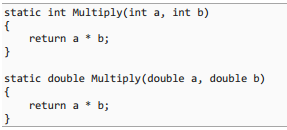 static int Multiply(int a, int b)
{
    return a * b;
}

static double Multiply(double a, double b)
{
    return a * b;
}